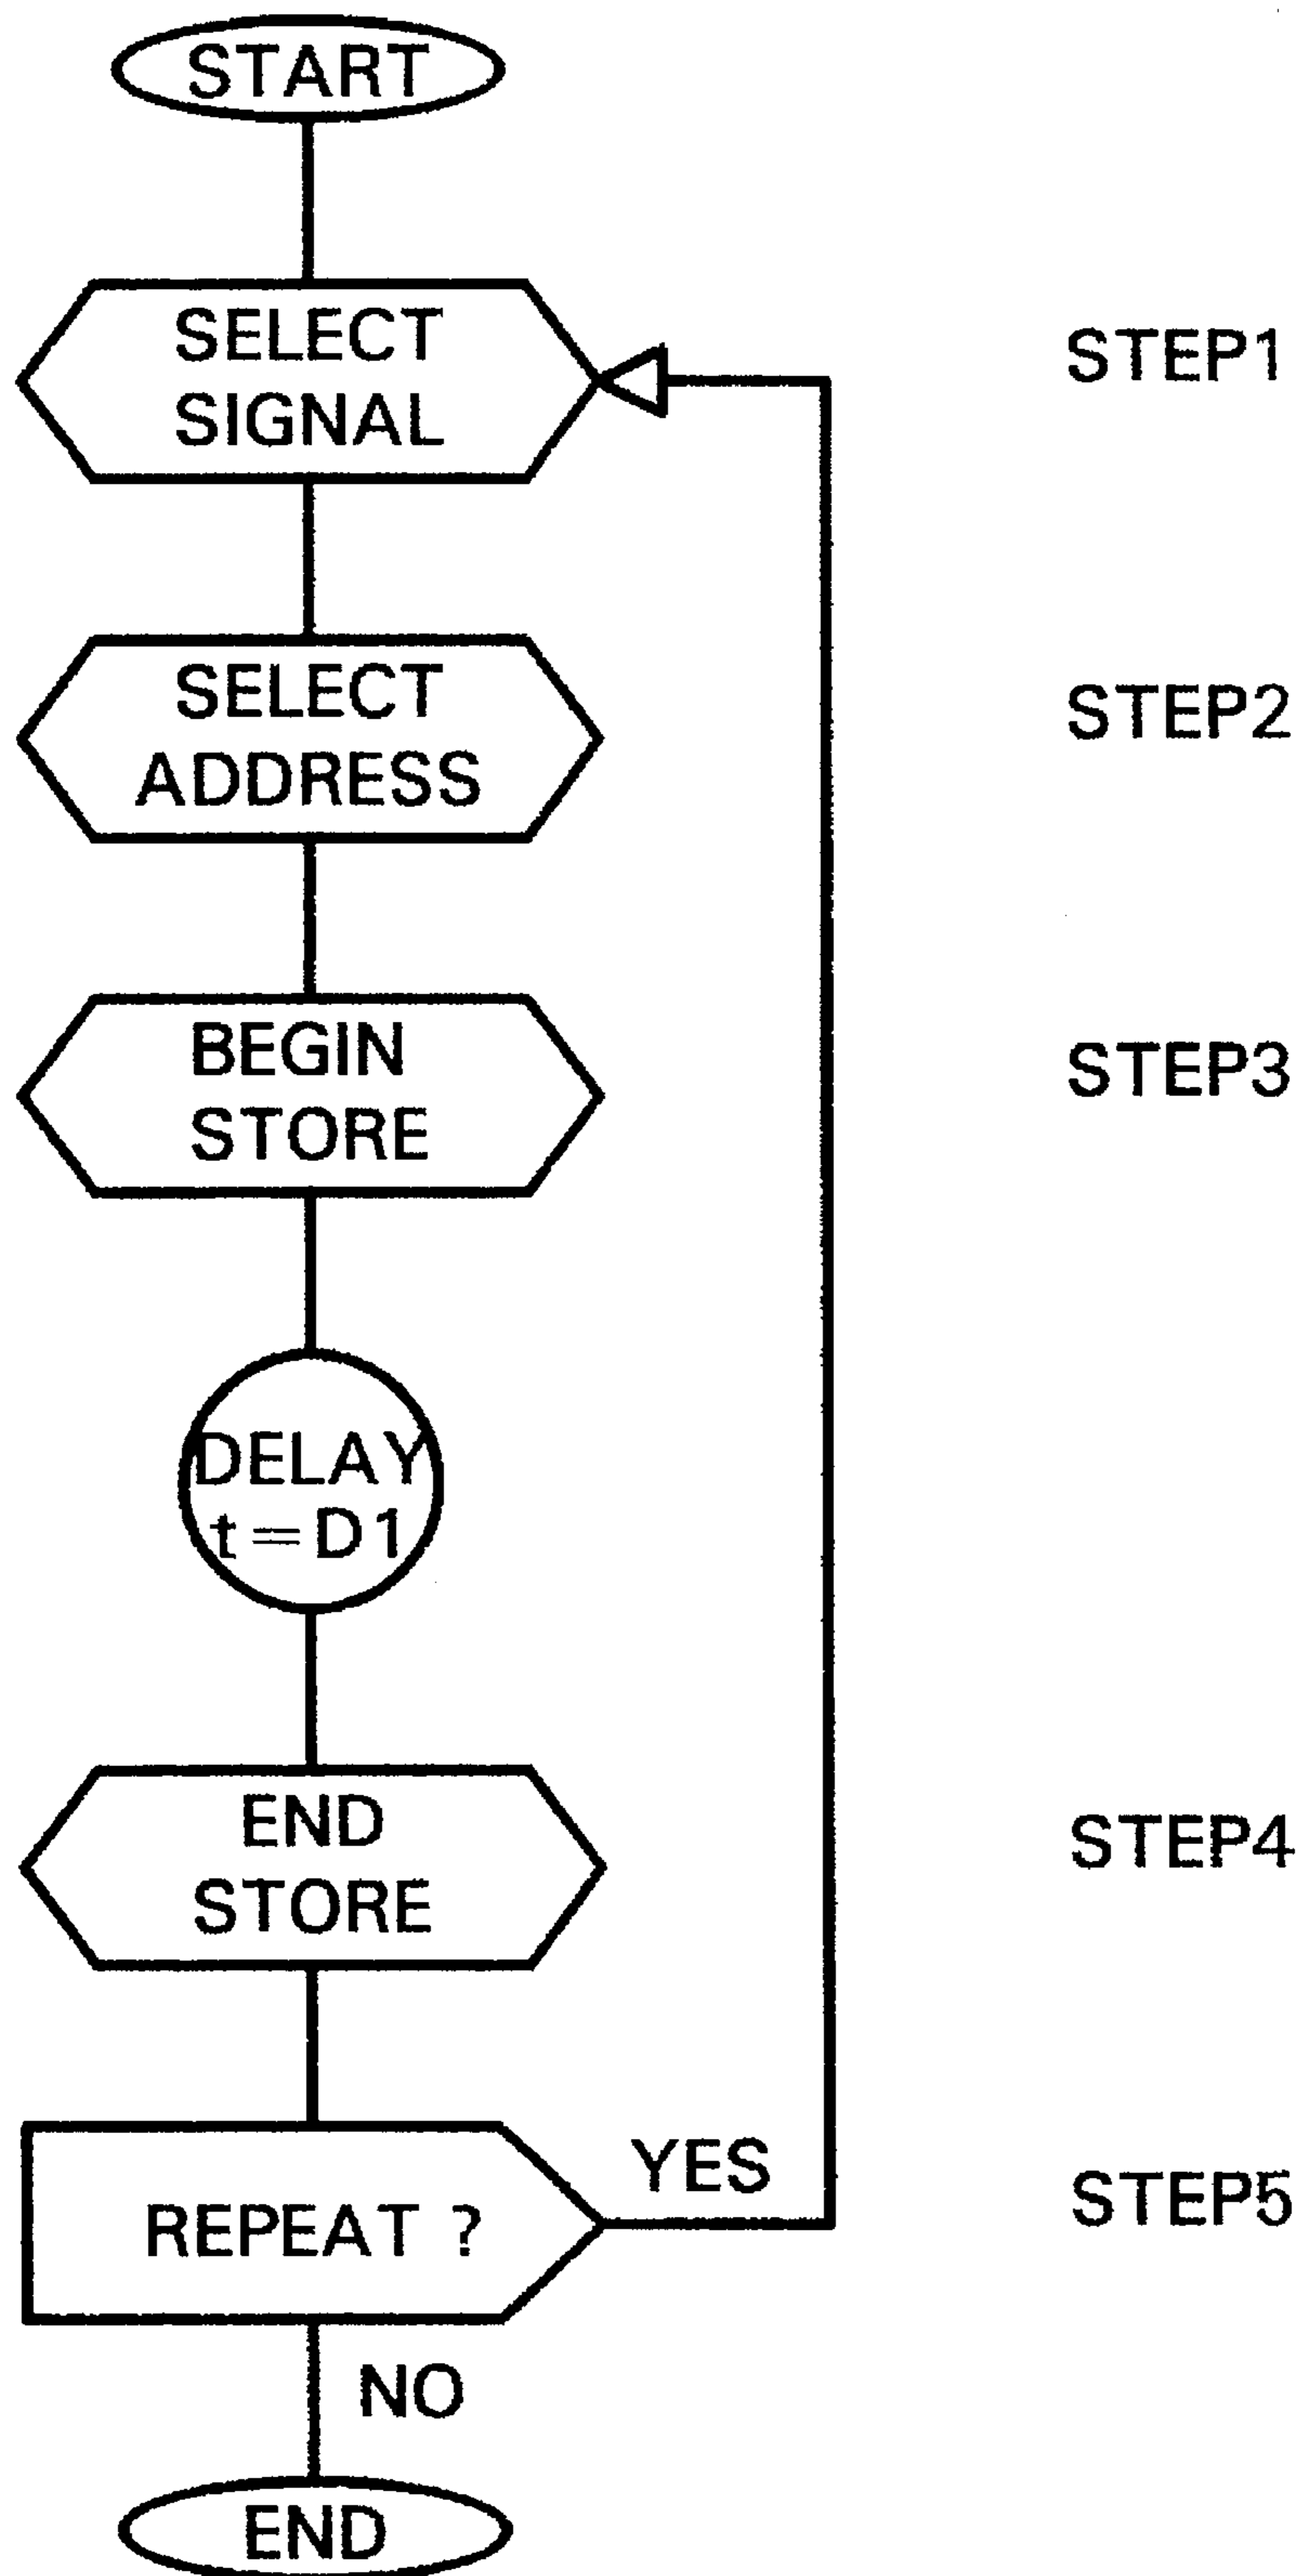 START
SELECT
SIGNAL
STEP1
SELECT
ADDRESS
STEP2
BEGIN
STORE
STEP3
DELAY
t=D1
END
STORE
STEP4
REPEAT ?
YES
STEP5
NO
END